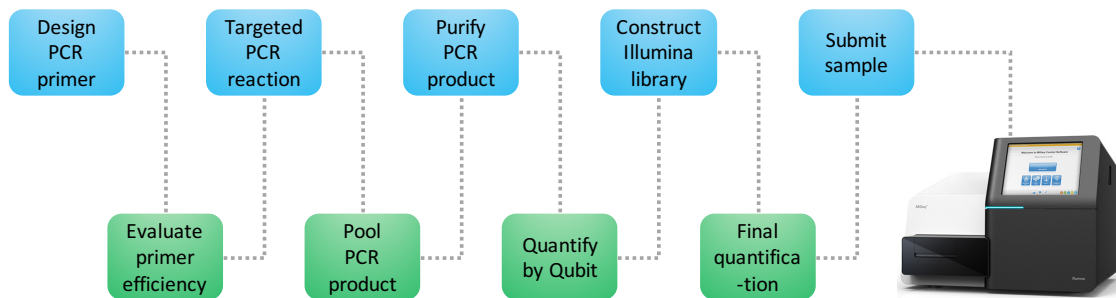 Design
PCR
primer
Targeted
PCR
reaction
Purify
PCR
product
Construct
Illumina
library
Submit
sample
Evaluate
primer
efficiency
Pool
PCR
product
Quantify
by Qubit
Final
quantifica
-tion
MiSeq